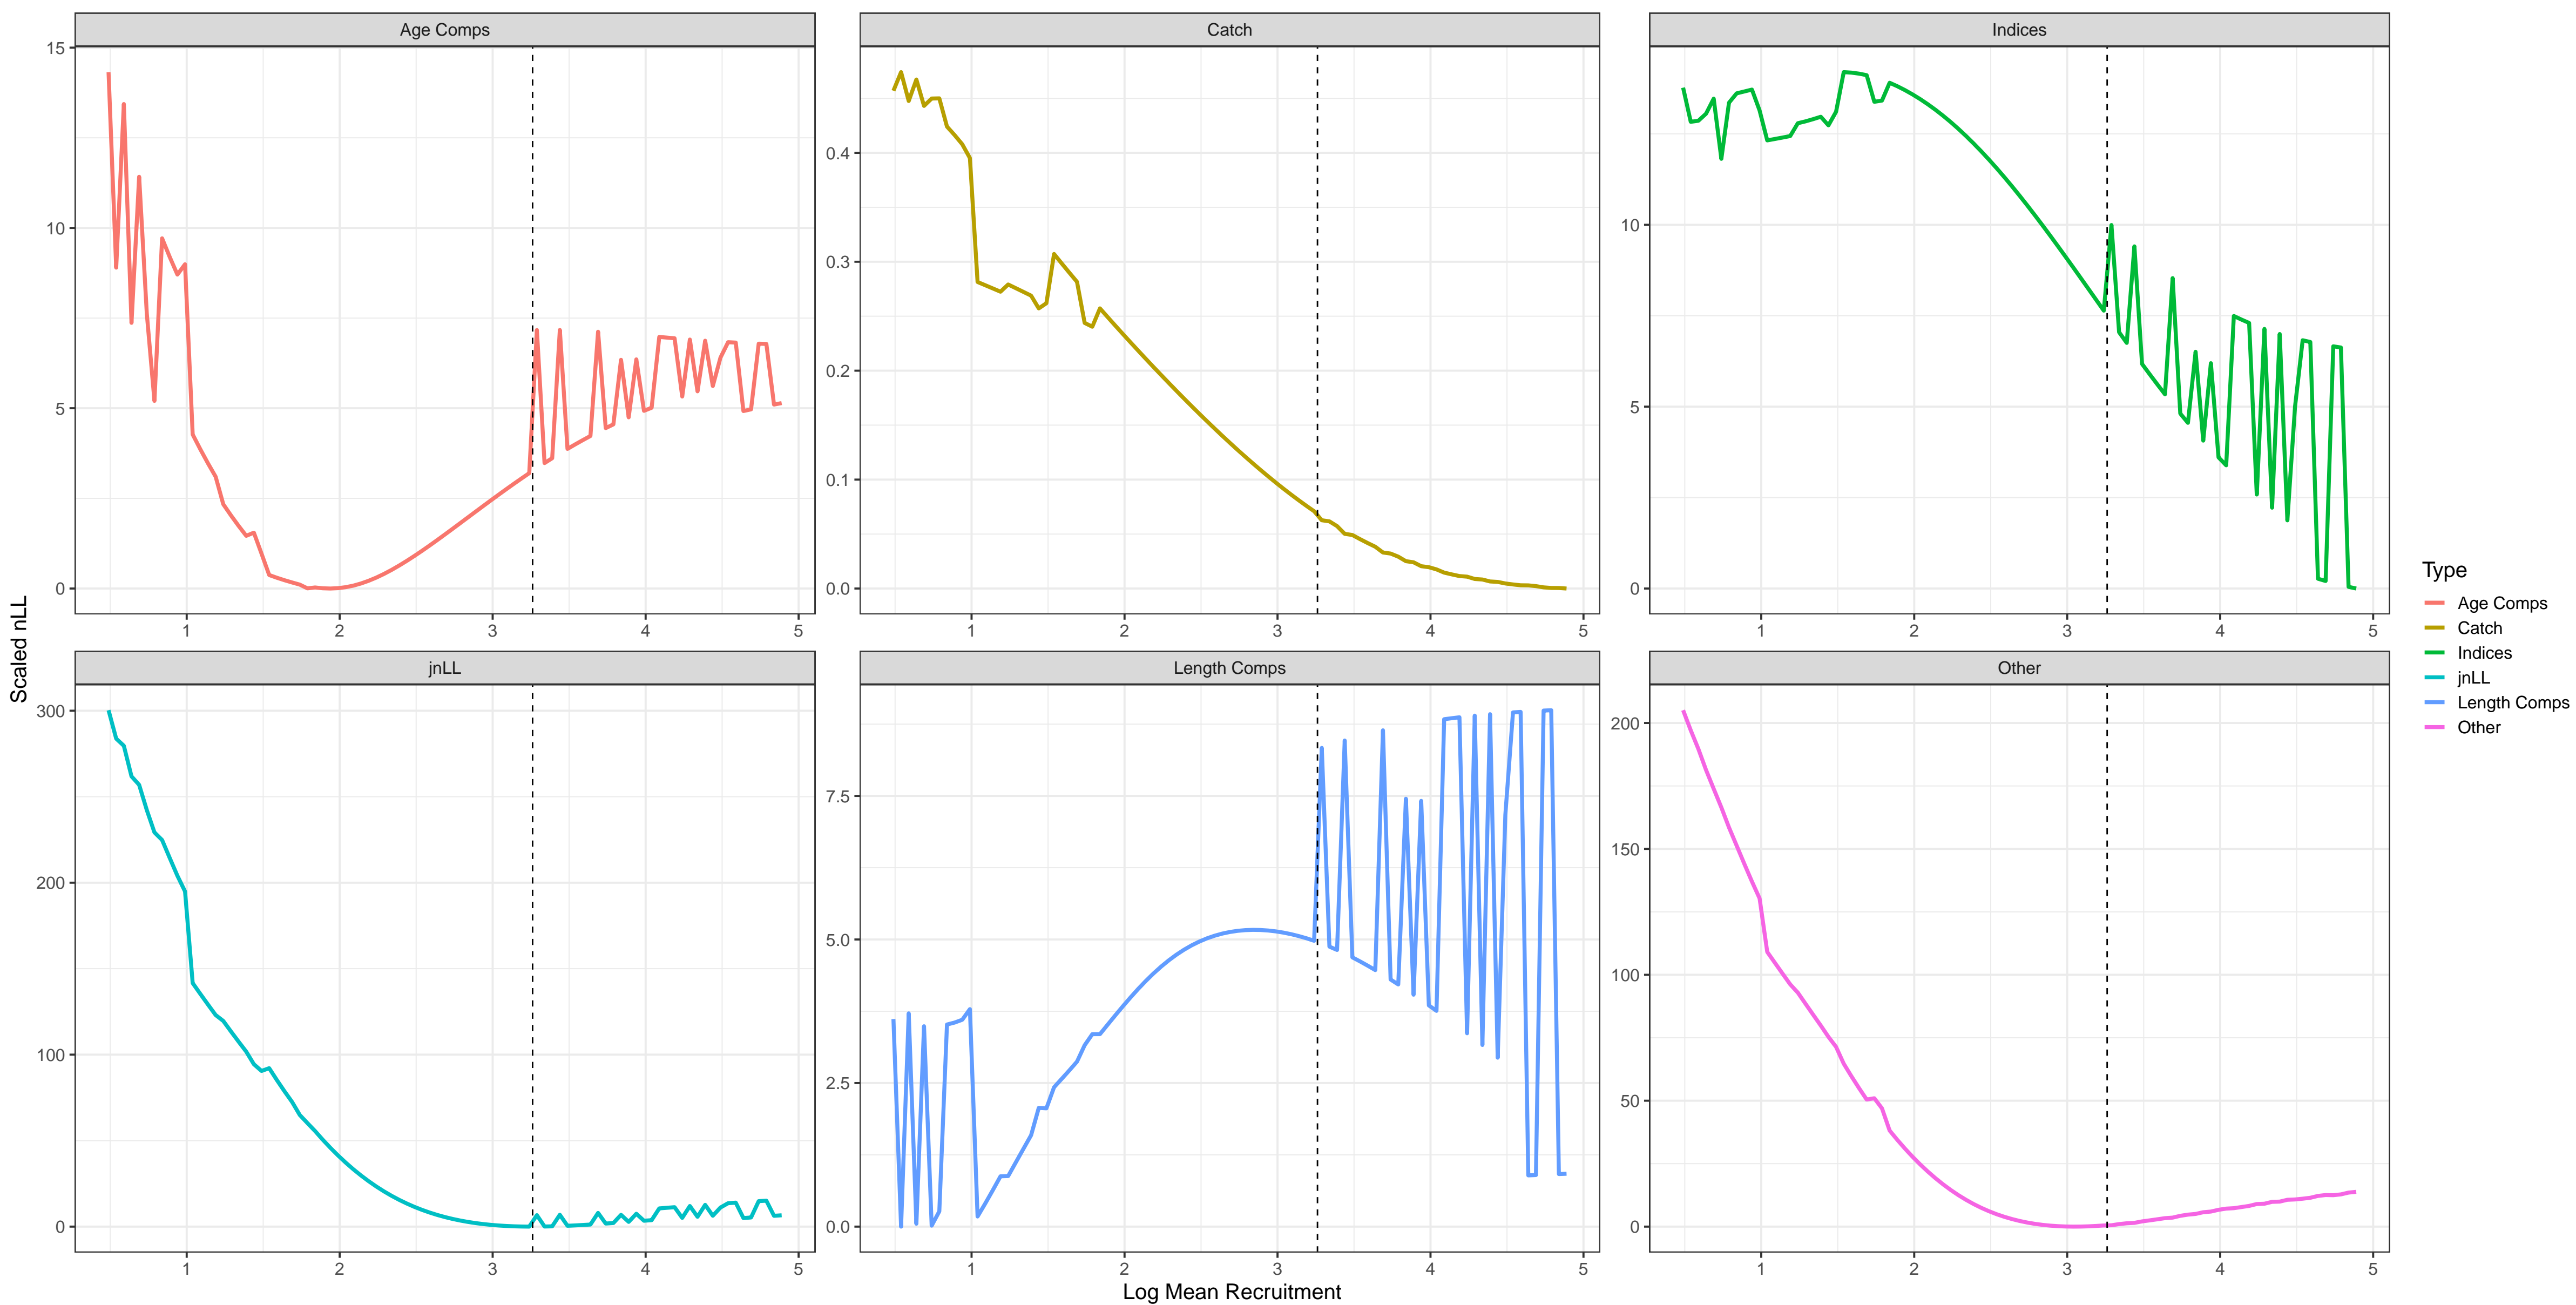 Age Comps
Catch
Indices
15
10
5
0
0.4
0.3
0.2
0.1
0.0
10
5
0
1 2 3 4 5
1 2 3 4 5
1 2 3 4 5
Scaled nLL
jnLL
Length Comps
Other
300
200
100
0
7.5
5.0
2.5
0.0
200
150
100
50
0
1 2 3 4 5
1 2 3 4 5
1 2 3 4 5
Log Mean Recruitment
Type
Age Comps
Catch
Indices
jnLL
Length Comps
Other